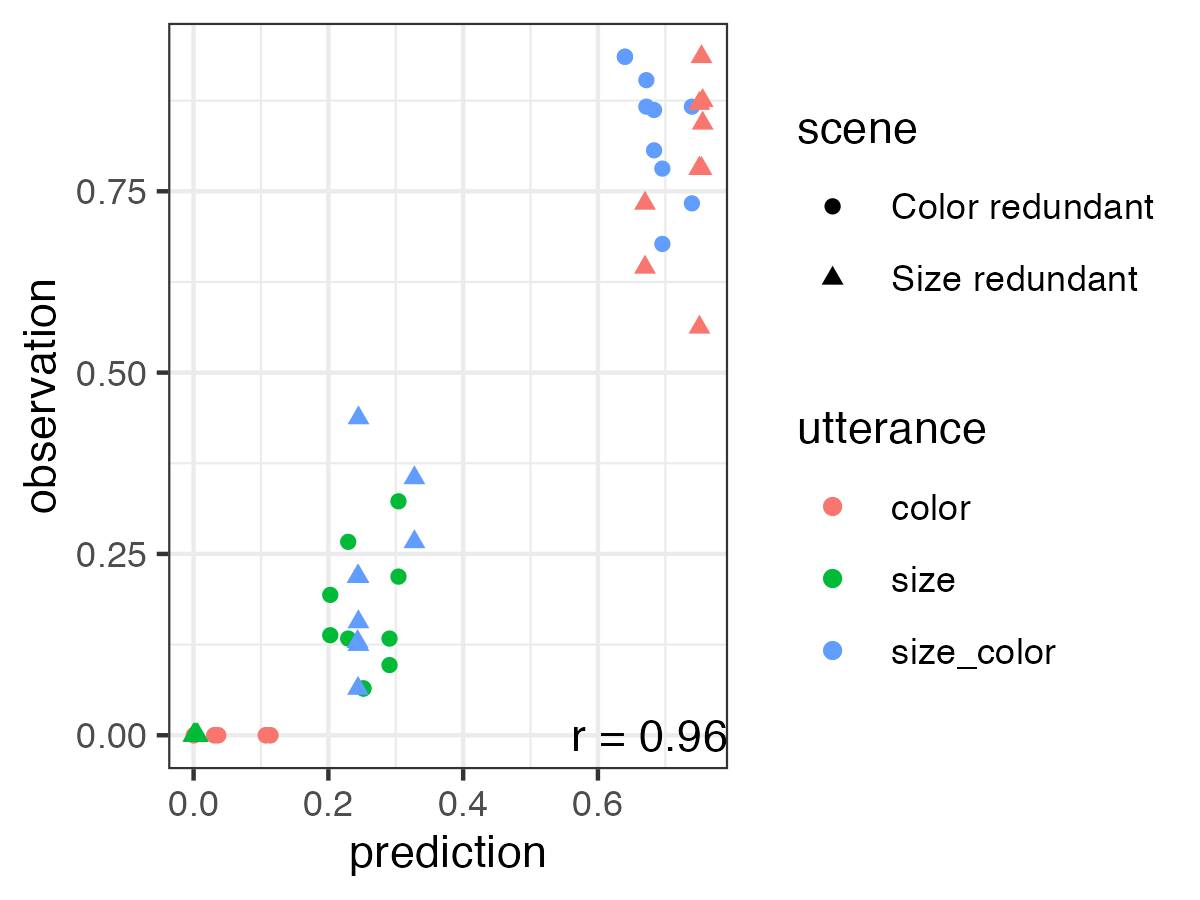 observation
0.75
0.50
0.25
0.00
r = 0.96
0.0 0.2 0.4 0.6
prediction
scene
Color redundant
Size redundant
utterance
color
size
size_color